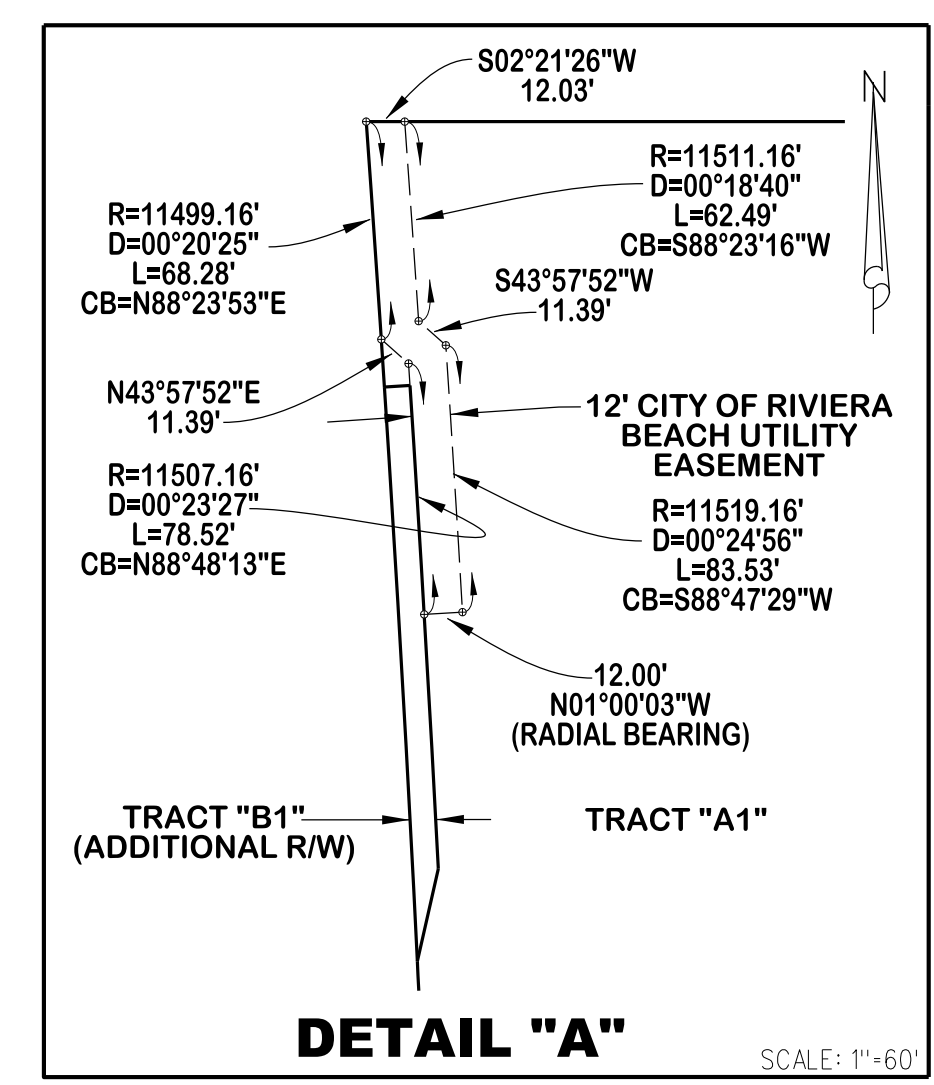 S02°21'26"W
12.03'
N
R=11511.16'
D=00°18'40"
L=62.49'
CB=S88°23'16"W
R=11499.16'
D=00°20'25"
L=68.28'
CB=N88°23'53"E
S43°57'52"W
11.39'
N43°57'52"E
11.39'
12' CITY OF RIVIERA
BEACH UTILITY
EASEMENT
R=11507.16'
D=00°23'27"
L=78.52'
CB=N88°48'13"E
R=11519.16'
D=00°24'56"
L=83.53'
CB=S88°47'29"W
12.00'
N01°00'03"W
(RADIAL BEARING)
TRACT "B1"
(ADDITIONAL R/W)
TRACT "A1"
DETAIL "A"
SCALE: 1"=60'